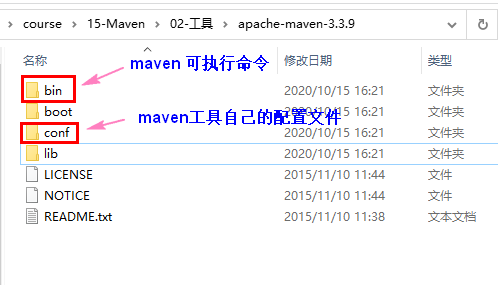 course > 15-Maven > 02-工具 > apache-maven-3.3.9
名称 修改日期 类型
maven 可执行命令
bin 2020/10/15 16:21 文件夹
boot 2020/10/15 16:21 文件夹
maven工具自己的配置文件
conf 2020/10/15 16:21 文件夹
lib 2020/10/15 16:21 文件夹
LICENSE 2015/11/10 11:44 文件
NOTICE 2015/11/10 11:44 文件
README.txt 2015/11/10 11:38 文本文档